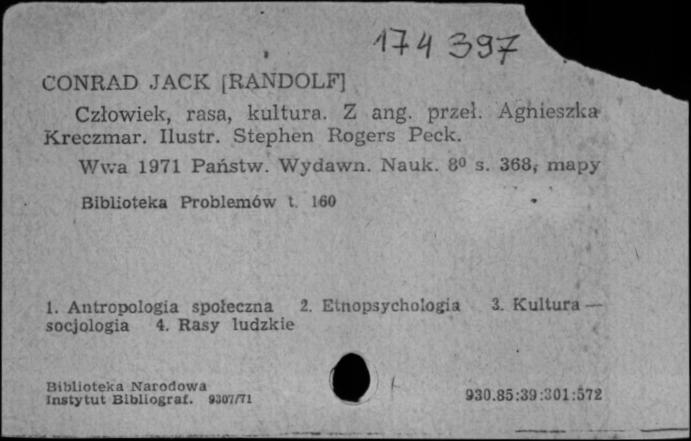 174 397
CONRAD JACK [RANDOLF]
Człowiek, rasa, kultura. Z ang. przeł. Agnieszka
Kreczmar. Ilustr. Stephen Rogers Peck.
Wwa 1971 Państw. Wydawn. Nauk. 8⁰ s. 368, mapy
Biblioteka Problemów t. 160
1. Antropologia społeczna 2. Etnopsychologia 3. Kultura —
socjologia 4. Rasy ludzkie
Biblioteka Narodowa
Instytut Bibliograf. 9307/71
930.85:39:301:572